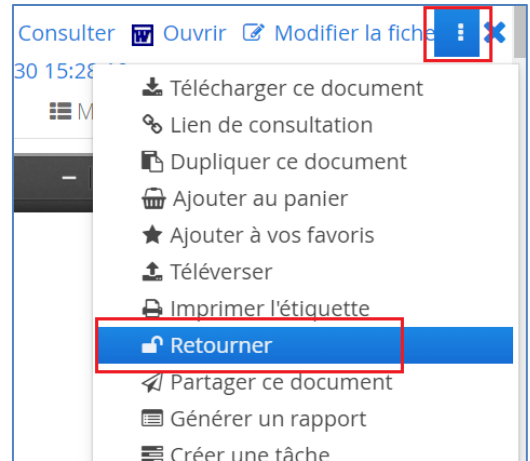 Consulter Ouvrir Modifier la fiche
30 15:28
M
Télécharger ce document
Lien de consultation
Dupliquer ce document
Ajouter au panier
Ajouter à vos favoris
Téléverser
Imprimer l'étiquette
Retourner
Partager ce document
Générer un rapport
Créer une tâche